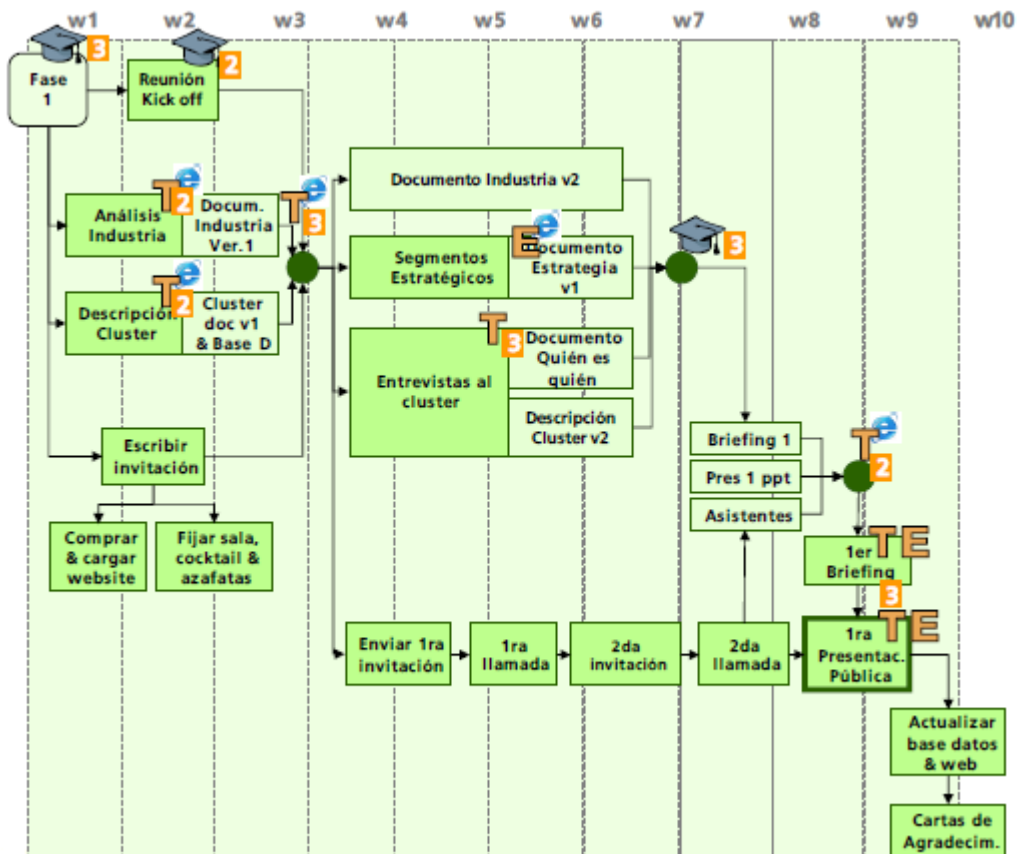 w1 w2 w3 w4 w5 w6 w7 w8 w9 w10
3
Fase
1
2
Reunión
Kick off
T e
2
Análisis
Industria
Docum.
Industria
Ver.1
T e
3
T e
2
Descripción
Cluster
Cluster
doc v1
& Base D
Escribir
invitación
Comprar
& cargar
website
Fijar sala,
cocktail &
azafatas
Documento Industria v2
E e
Segmentos
Estratégicos
Documento
Estrategia
v1
3
T
3
Entrevistas al
cluster
Documento
Quién es
quién
Descripción
Cluster v2
Briefing 1
Pres 1 ppt
Asistentes
T e
2
T E
1er
Briefing
3
T E
Enviar 1ra
invitación
1ra
llamada
2da
invitación
2da
llamada
1ra
Presentac.
Pública
Actualizar
base datos
& web
Cartas de
Agradecim.